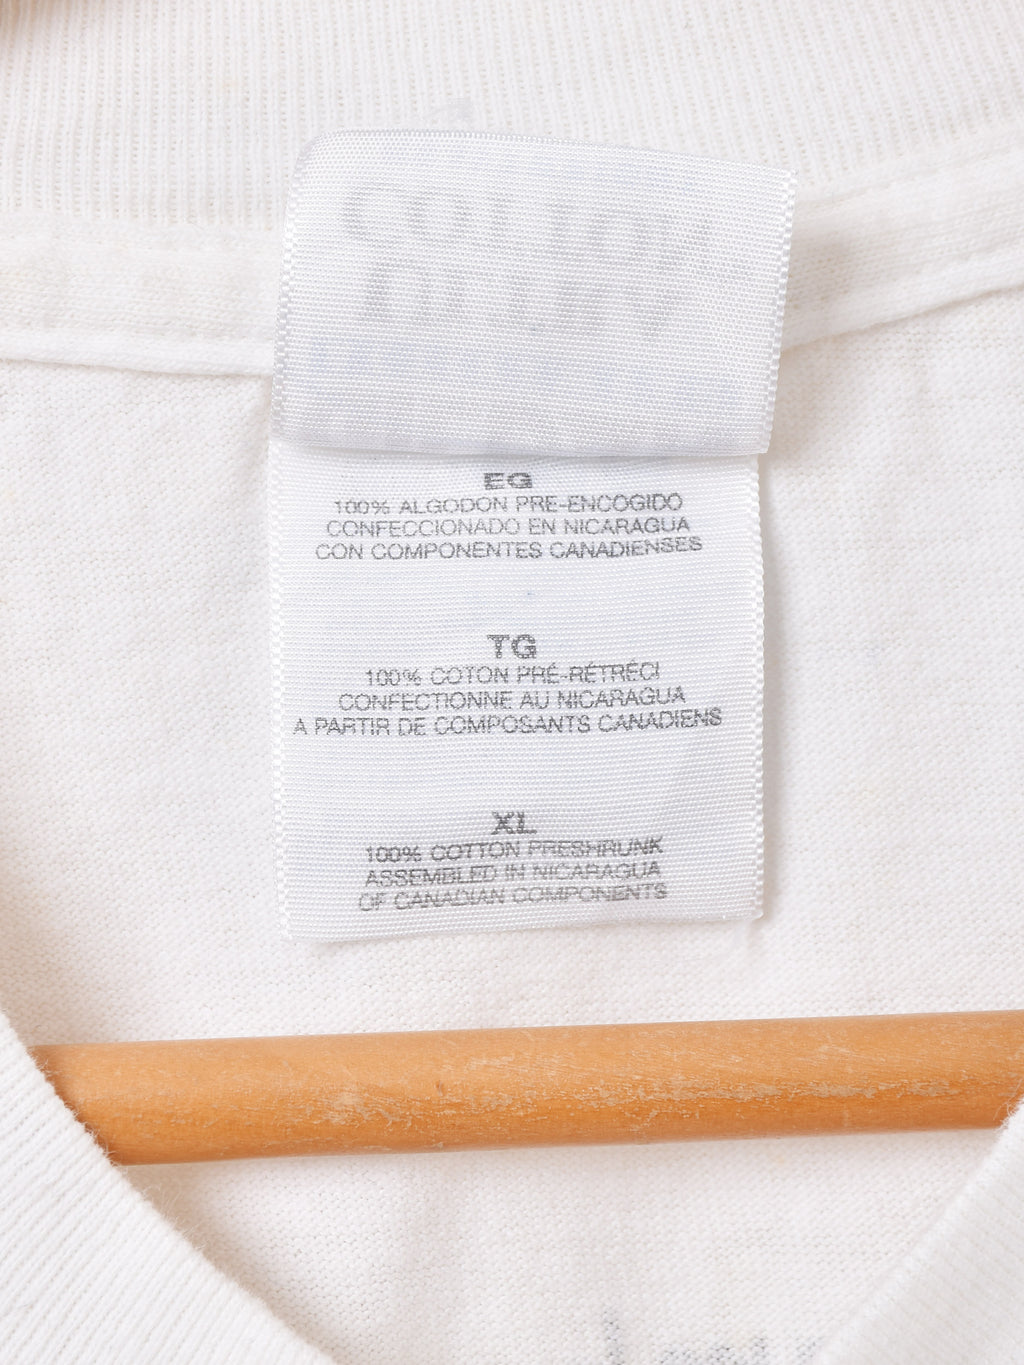 EG
100% ALGODON PRE-ENCOGIDO
CONFECCIONADO EN NICARAGUA
CON COMPONENTES CANADIENSES
TG
100% COTON PRÉ-RÉTRÉCI
CONFECTIONNE AU NICARAGUA
A PARTIR DE COMPOSANTS CANADIENS
XL
100% COTTON PRESHRUNK
ASSEMBLED IN NICARAGUA
OF CANADIAN COMPONENTS